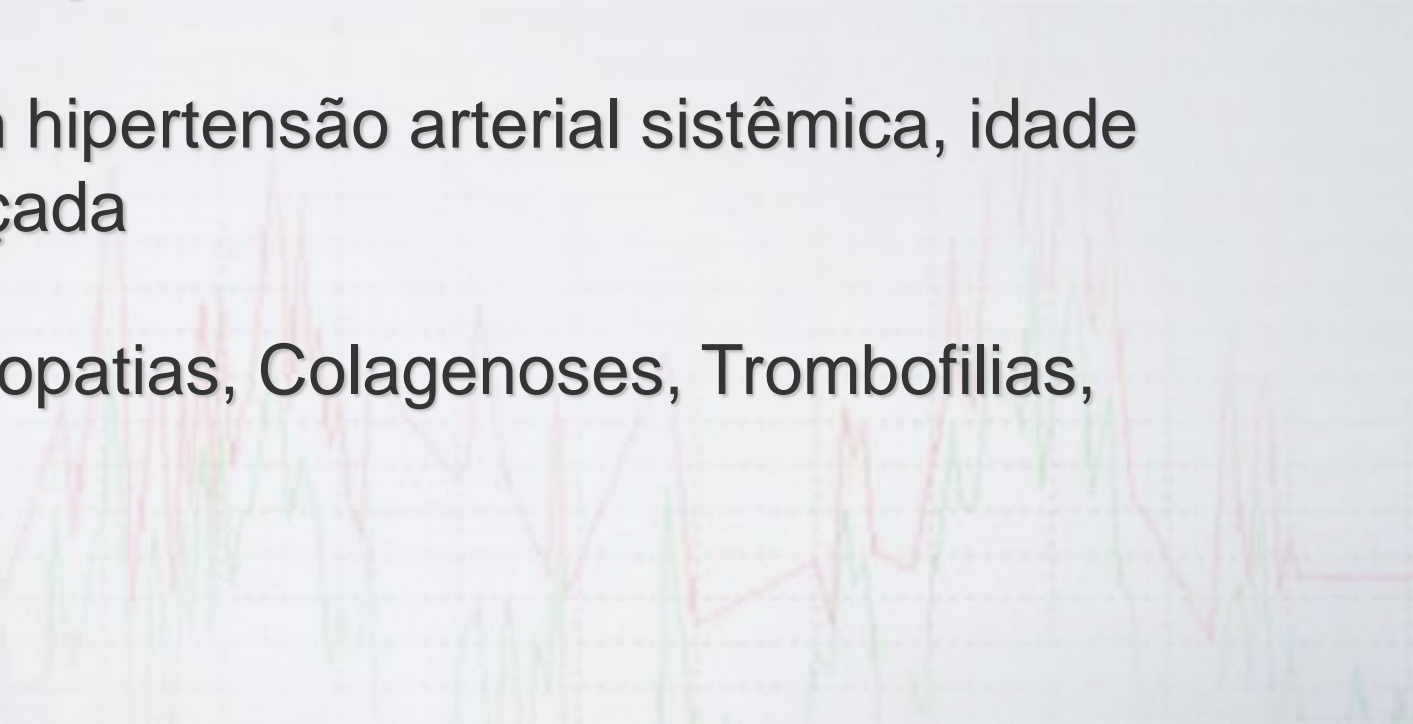 hipertensão arterial sistêmica, idade
çada
opatias, Colagenoses, Trombofilias,